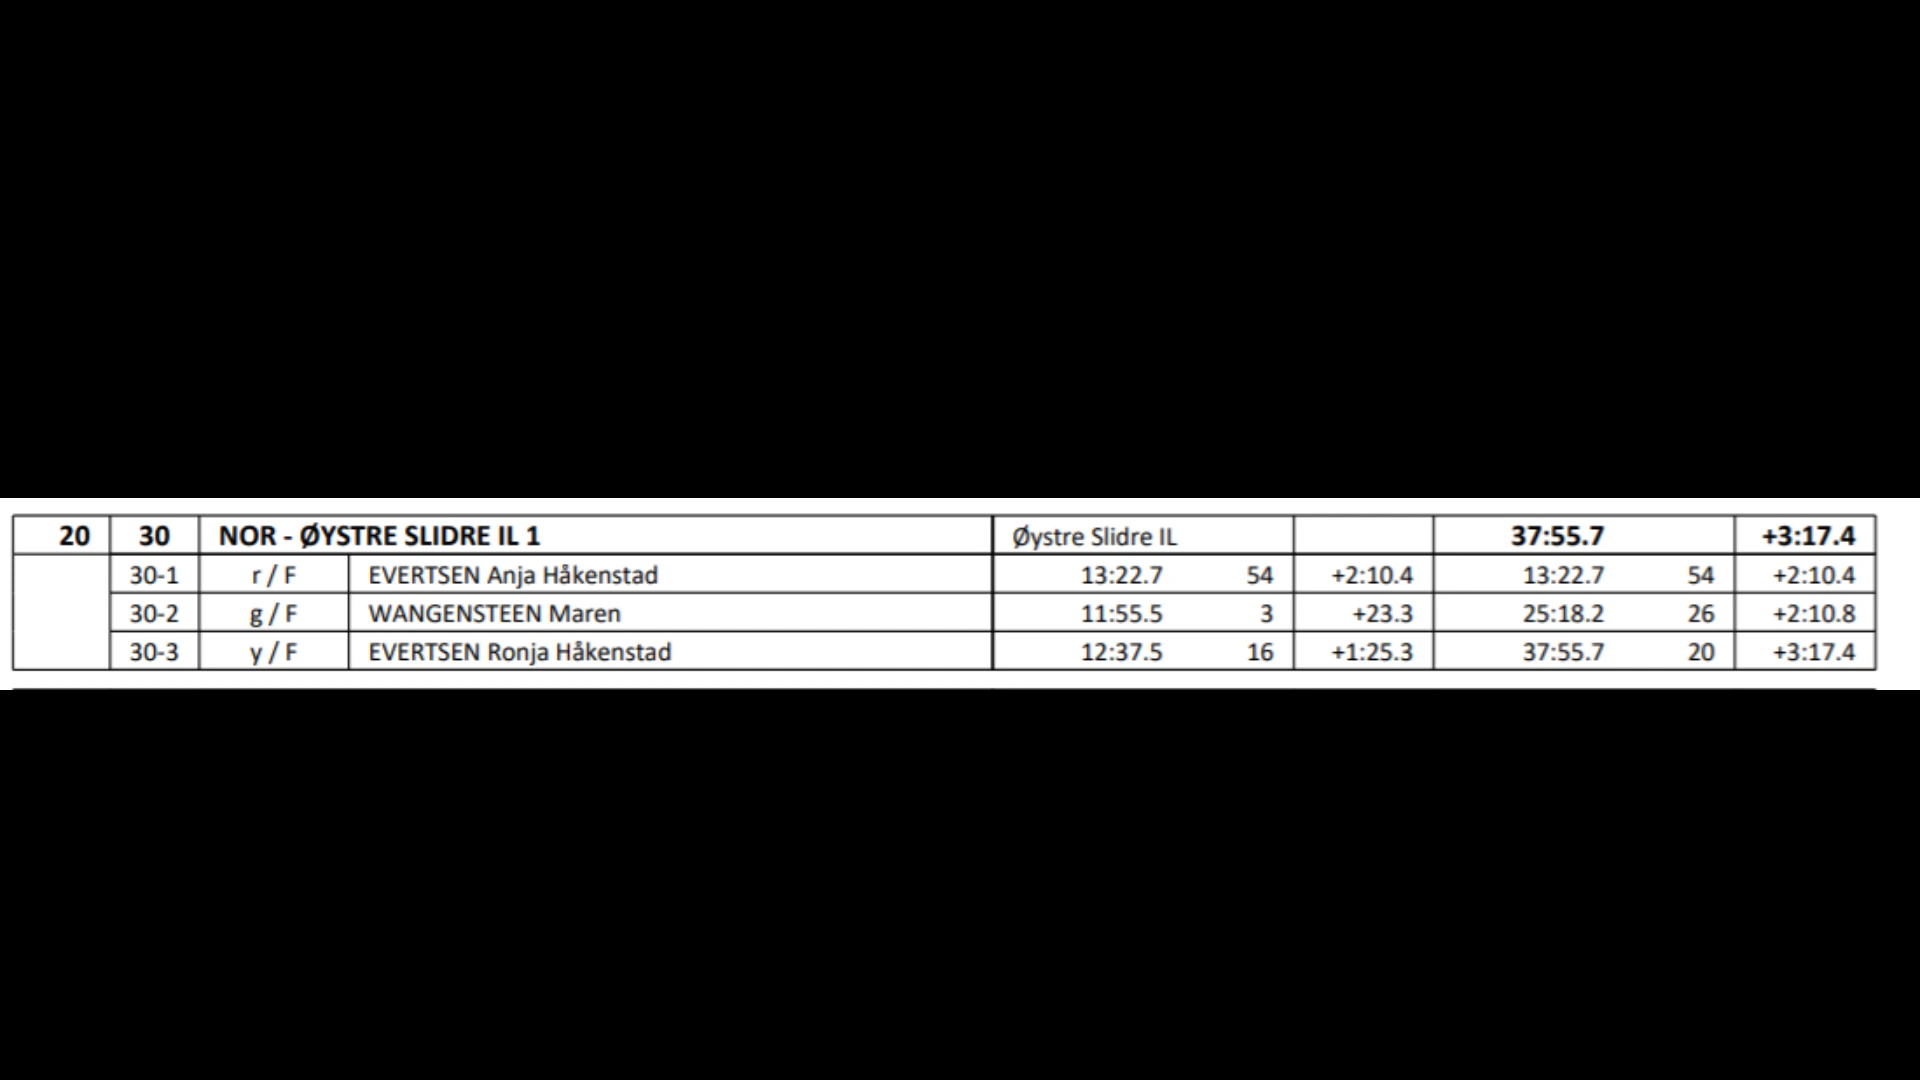 20 30 NOR - ØYSTRE SLIDRE IL 1 Øystre Slidre IL 37:55.7 +3:17.4
30-1 r / F EVERTSEN Anja Håkenstad 13:22.7 54 +2:10.4 13:22.7 54 +2:10.4
30-2 g / F WANGENSTEEN Maren 11:55.5 3 +23.3 25:18.2 26 +2:10.8
30-3 y / F EVERTSEN Ronja Håkenstad 12:37.5 16 +1:25.3 37:55.7 20 +3:17.4